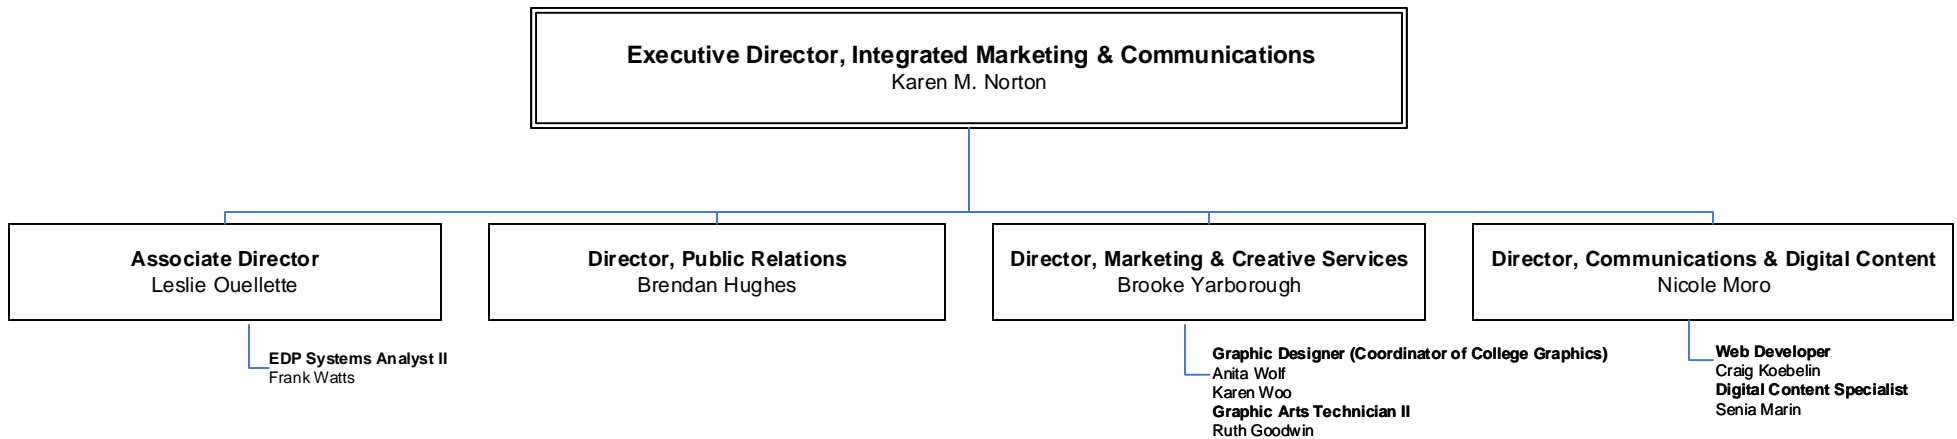 Executive Director, Integrated Marketing & Communications
Karen M. Norton
Associate Director
Leslie Ouellette
Director, Public Relations
Brendan Hughes
Director, Marketing & Creative Services
Brooke Yarborough
Director, Communications & Digital Content
Nicole Moro
EDP Systems Analyst II
Frank Watts
Graphic Designer (Coordinator of College Graphics)
Anita Wolf
Karen Woo
Graphic Arts Technician II
Ruth Goodwin
Web Developer
Craig Koebelin
Digital Content Specialist
Senia Marin